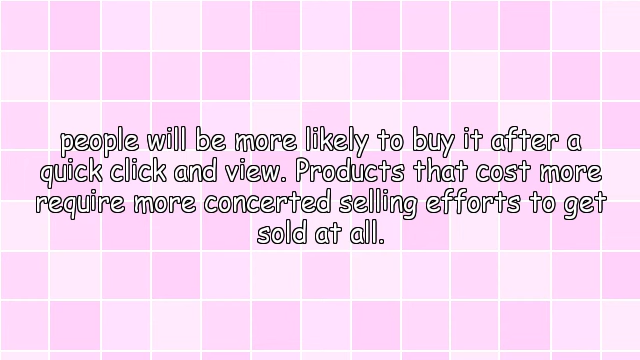 people will be more likely to buy it after a
quick click and view. Products that cost more
require more concerted selling efforts to get
sold at all.